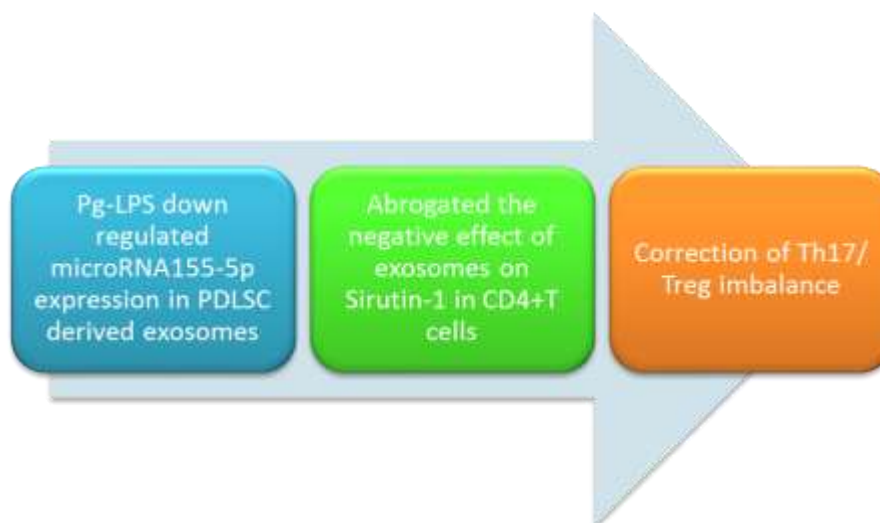 Pg-LPS down
regulated
microRNA155-5p
expression in PDLSC
derived exosomes
Abrogated the
negative effect of
exosomes on
Sirutin-1 in CD4+T
cells
Correction of Th17/
Treg imbalance